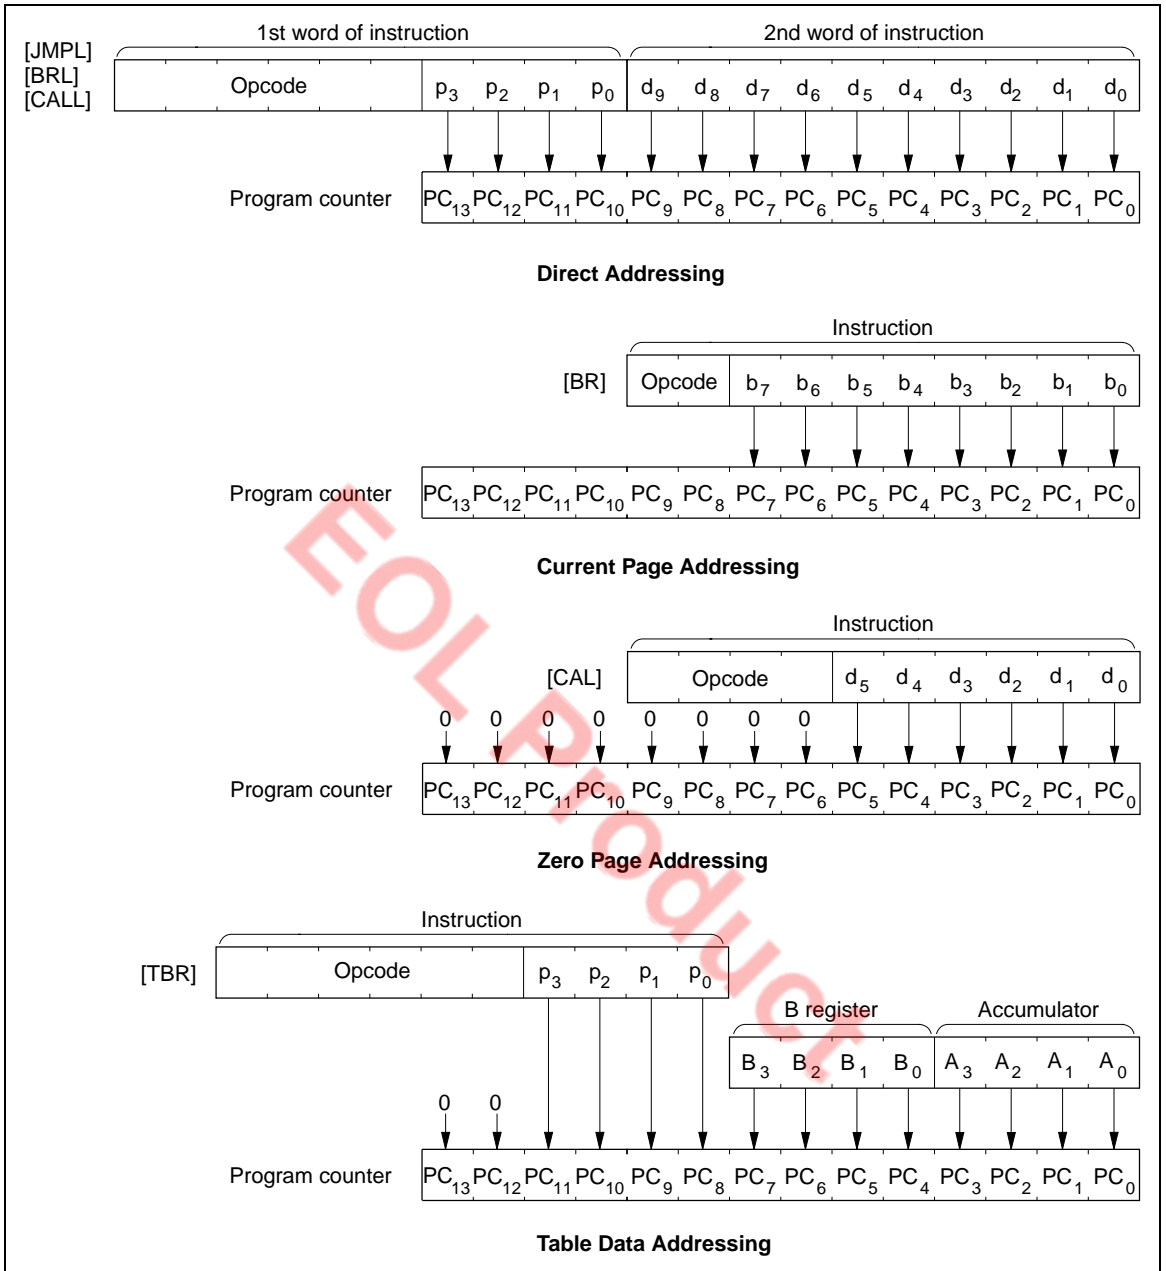 1st word of instruction 2nd word of instruction
[JMPL]
[BRL]
[CALL]
Opcode p3 p2 p1 p0 d9 d8 d7 d6 d5 d4 d3 d2 d1 d0
Program counter PC13 PC12 PC11 PC10 PC9 PC8 PC7 PC6 PC5 PC4 PC3 PC2 PC1 PC0
Direct Addressing
Instruction
[BR] Opcode b7 b6 b5 b4 b3 b2 b1 b0
Program counter PC13 PC12 PC11 PC10 PC9 PC8 PC7 PC6 PC5 PC4 PC3 PC2 PC1 PC0
Current Page Addressing
Instruction
[CAL] Opcode d5 d4 d3 d2 d1 d0
0 0 0 0 0 0 0 0
Program counter PC13 PC12 PC11 PC10 PC9 PC8 PC7 PC6 PC5 PC4 PC3 PC2 PC1 PC0
Zero Page Addressing
Instruction
[TBR] Opcode p3 p2 p1 p0
B register Accumulator
B3 B2 B1 B0 A3 A2 A1 A0
0 0
Program counter PC13 PC12 PC11 PC10 PC9 PC8 PC7 PC6 PC5 PC4 PC3 PC2 PC1 PC0
Table Data Addressing
EOL Product